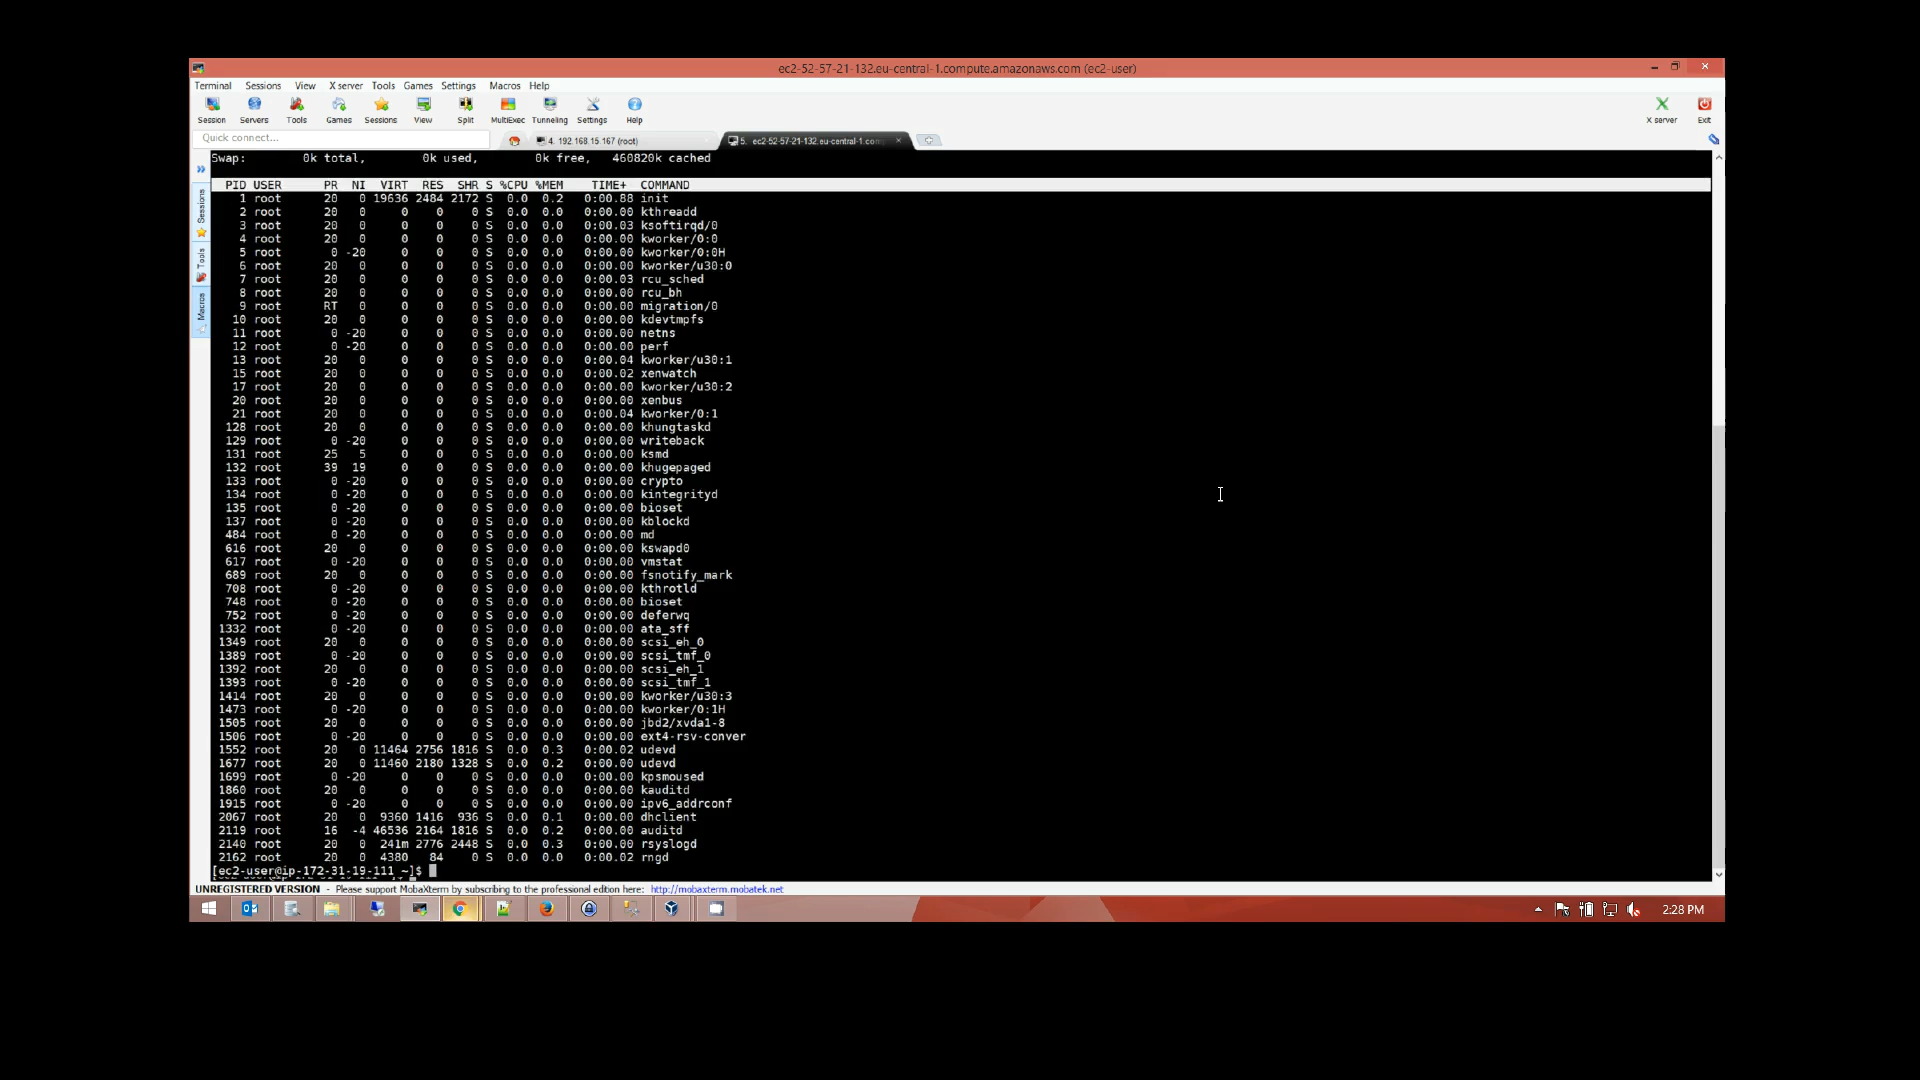 ec2-52-57-21-132.eu-central-1.compute.amazonaws.com (ec2-user)
Terminal Sessions View X server Tools Games Settings Macros Help
Session Servers Tools Games Sessions View Split MultiExec Tunneling Settings Help X server Exit
Quick connect...
4. 192.168.15.167 (root)
5. ec2-52-57-21-132.eu-central-1.com
Sessions
Tools
Macros
Swap: 0k total, 0k used, 0k free, 460820k cached
PID USER PR NI VIRT RES SHR S %CPU %MEM TIME+ COMMAND
1 root 20 0 19636 2484 2172 S 0.0 0.2 0:00.88 init
2 root 20 0 0 0 0 S 0.0 0.0 0:00.00 kthreadd
3 root 20 0 0 0 0 S 0.0 0.0 0:00.03 ksoftirqd/0
4 root 20 0 0 0 0 S 0.0 0.0 0:00.00 kworker/0:0
5 root 0 -20 0 0 0 S 0.0 0.0 0:00.00 kworker/0:0H
6 root 20 0 0 0 0 S 0.0 0.0 0:00.00 kworker/u30:0
7 root 20 0 0 0 0 S 0.0 0.0 0:00.03 rcu_sched
8 root 20 0 0 0 0 S 0.0 0.0 0:00.00 rcu_bh
9 root RT 0 0 0 0 S 0.0 0.0 0:00.00 migration/0
10 root 20 0 0 0 0 S 0.0 0.0 0:00.00 kdevtmpfs
11 root 0 -20 0 0 0 S 0.0 0.0 0:00.00 netns
12 root 0 -20 0 0 0 S 0.0 0.0 0:00.00 perf
13 root 20 0 0 0 0 S 0.0 0.0 0:00.04 kworker/u30:1
15 root 20 0 0 0 0 S 0.0 0.0 0:00.02 xenwatch
17 root 20 0 0 0 0 S 0.0 0.0 0:00.00 kworker/u30:2
20 root 20 0 0 0 0 S 0.0 0.0 0:00.00 xenbus
21 root 20 0 0 0 0 S 0.0 0.0 0:00.04 kworker/0:1
128 root 20 0 0 0 0 S 0.0 0.0 0:00.00 khungtaskd
129 root 0 -20 0 0 0 S 0.0 0.0 0:00.00 writeback
131 root 25 5 0 0 0 S 0.0 0.0 0:00.00 ksmd
132 root 39 19 0 0 0 S 0.0 0.0 0:00.00 khugepaged
133 root 0 -20 0 0 0 S 0.0 0.0 0:00.00 crypto
134 root 0 -20 0 0 0 S 0.0 0.0 0:00.00 kintegrityd
135 root 0 -20 0 0 0 S 0.0 0.0 0:00.00 bioset
137 root 0 -20 0 0 0 S 0.0 0.0 0:00.00 kblockd
484 root 0 -20 0 0 0 S 0.0 0.0 0:00.00 md
616 root 20 0 0 0 0 S 0.0 0.0 0:00.00 kswapd0
617 root 0 -20 0 0 0 S 0.0 0.0 0:00.00 vmstat
689 root 20 0 0 0 0 S 0.0 0.0 0:00.00 fsnotify_mark
708 root 0 -20 0 0 0 S 0.0 0.0 0:00.00 kthrotld
748 root 0 -20 0 0 0 S 0.0 0.0 0:00.00 bioset
752 root 0 -20 0 0 0 S 0.0 0.0 0:00.00 deferwq
1332 root 0 -20 0 0 0 S 0.0 0.0 0:00.00 ata_sff
1349 root 20 0 0 0 0 S 0.0 0.0 0:00.00 scsi_eh_0
1389 root 0 -20 0 0 0 S 0.0 0.0 0:00.00 scsi_tmf_0
1392 root 20 0 0 0 0 S 0.0 0.0 0:00.00 scsi_eh_1
1393 root 0 -20 0 0 0 S 0.0 0.0 0:00.00 scsi_tmf_1
1414 root 20 0 0 0 0 S 0.0 0.0 0:00.00 kworker/u30:3
1473 root 0 -20 0 0 0 S 0.0 0.0 0:00.00 kworker/0:1H
1505 root 20 0 0 0 0 S 0.0 0.0 0:00.00 jbd2/xvda1-8
1506 root 0 -20 0 0 0 S 0.0 0.0 0:00.00 ext4-rsv-conver
1552 root 20 0 11464 2756 1816 S 0.0 0.3 0:00.02 udevd
1677 root 20 0 11460 2180 1328 S 0.0 0.2 0:00.00 udevd
1699 root 0 -20 0 0 0 S 0.0 0.0 0:00.00 kpsmoused
1860 root 20 0 0 0 0 S 0.0 0.0 0:00.00 kauditd
1915 root 0 -20 0 0 0 S 0.0 0.0 0:00.00 ipv6_addrconf
2067 root 20 0 9360 1416 936 S 0.0 0.1 0:00.00 dhclient
2119 root 16 -4 46536 2164 1816 S 0.0 0.2 0:00.00 auditd
2140 root 20 0 241m 2776 2448 S 0.0 0.3 0:00.00 rsyslogd
2162 root 20 0 4380 84 0 S 0.0 0.0 0:00.02 rngd
[ec2-user@ip-172-31-19-111 ~]$
UNREGISTERED VERSION - Please support MobaXterm by subscribing to the professional edition here: http://mobaxterm.mobatek.net
2:28 PM